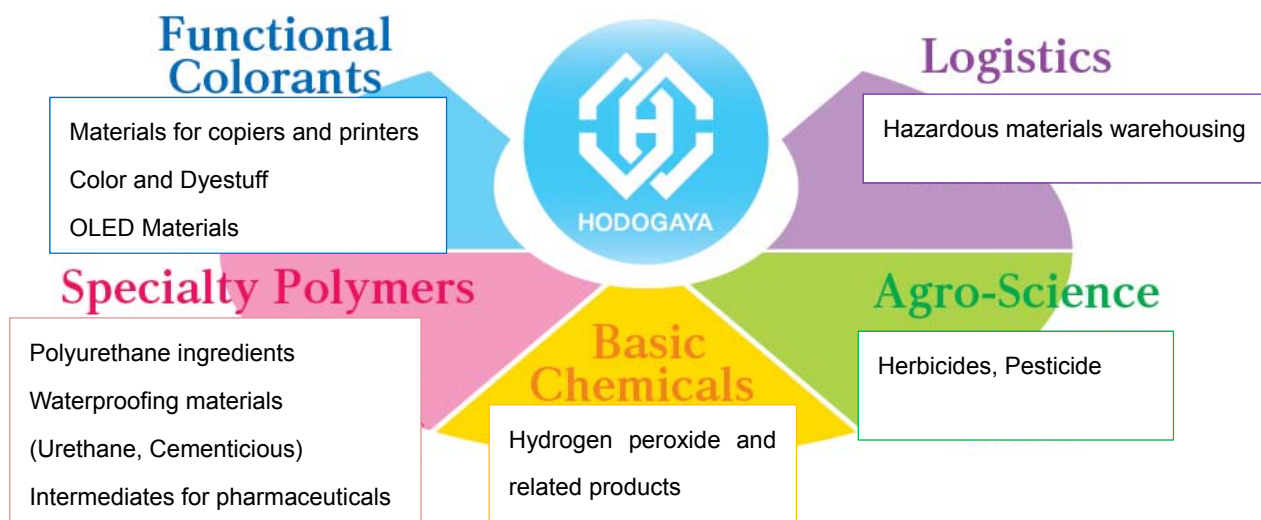 Functional
Colorants
Materials for copiers and printers
Color and Dyestuff
OLED Materials
HODOGAYA
Logistics
Hazardous materials warehousing
Specialty Polymers
Polyurethane ingredients
Waterproofing materials
(Urethane, Cementicious)
Intermediates for pharmaceuticals
Basic
Chemicals
Hydrogen peroxide and
related products
Agro-Science
Herbicides, Pesticide